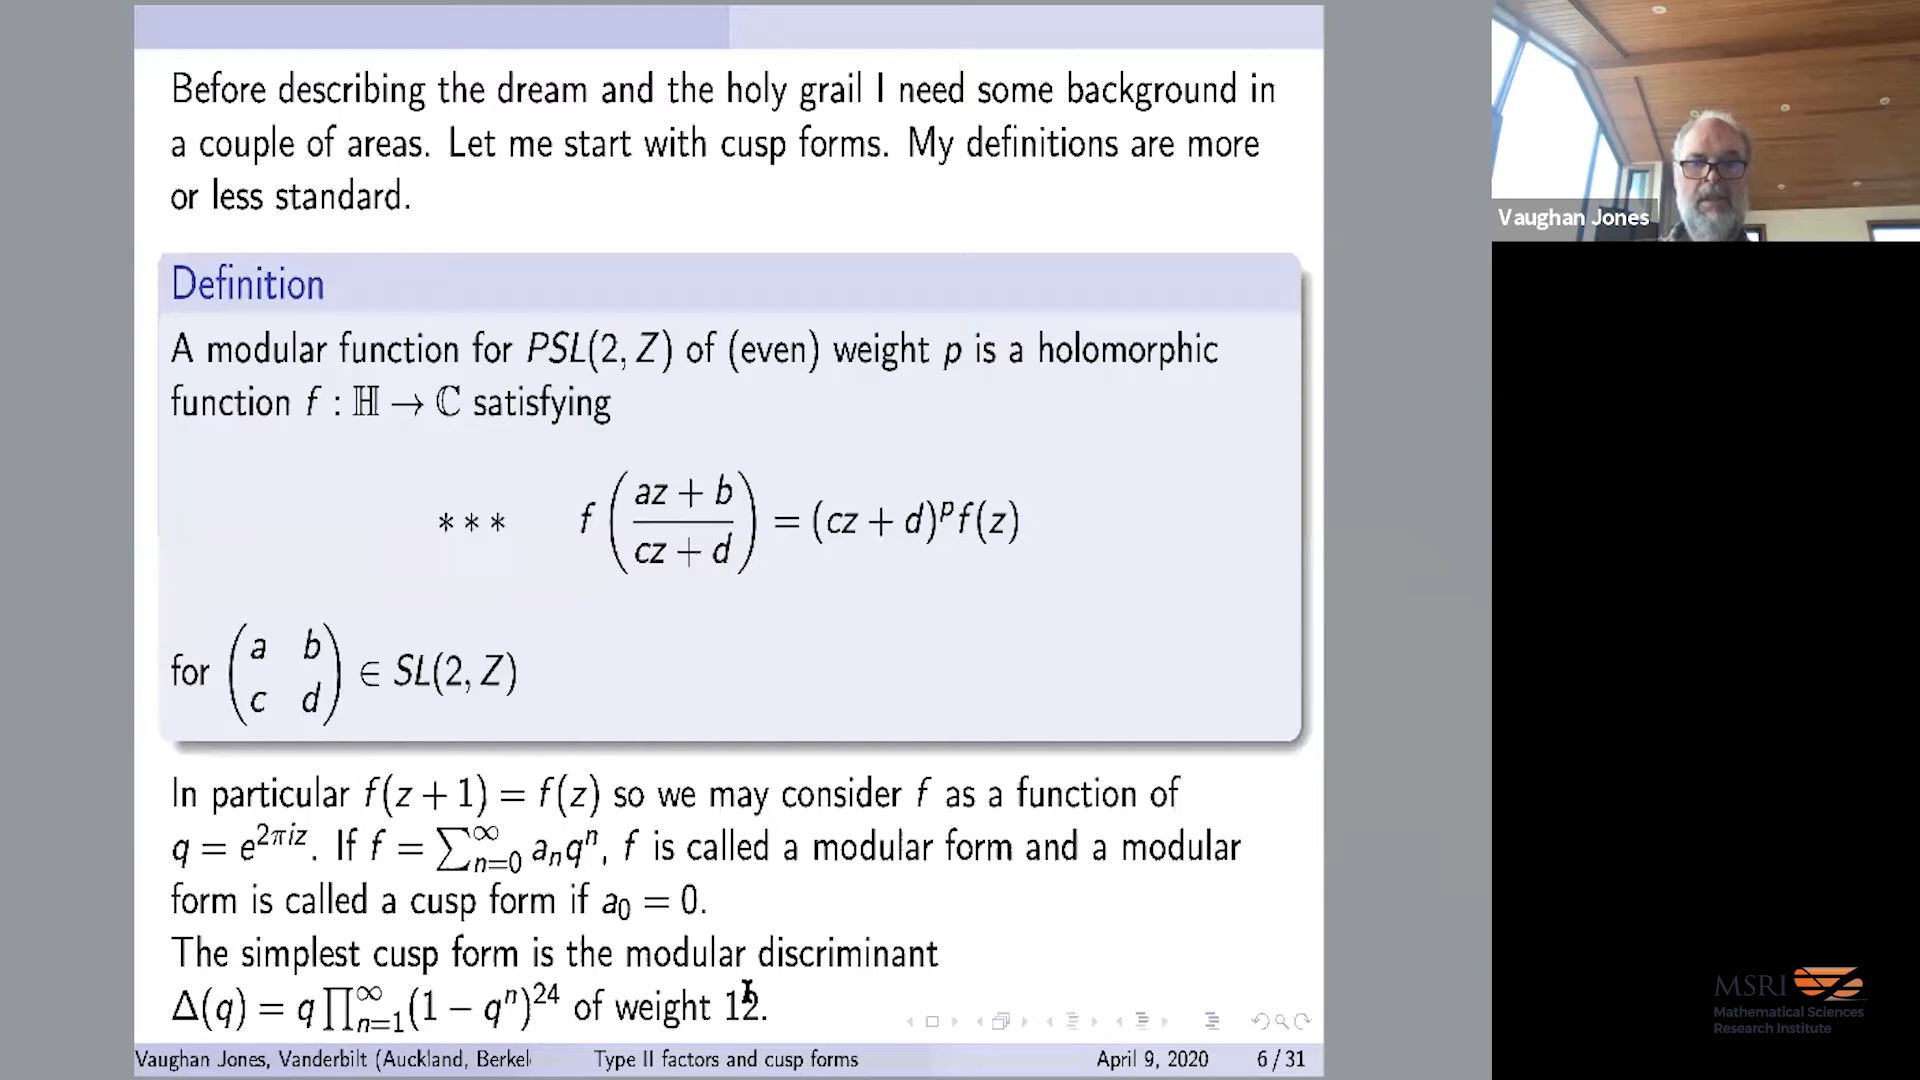 Before describing the dream and the holy grail I need some background in
a couple of areas. Let me start with cusp forms. My definitions are more
or less standard.
Definition
A modular function for PSL(2, Z) of (even) weight p is a holomorphic
function f : ℍ → ℂ satisfying
∗ ∗ ∗ f((az + b)/(cz + d)) = (cz + d)^p f(z)
for (a b
c d) ∈ SL(2, Z)
In particular f(z + 1) = f(z) so we may consider f as a function of
q = e^{2πiz}. If f = ∑_{n=0}^∞ a_n q^n, f is called a modular form and a modular
form is called a cusp form if a_0 = 0.
The simplest cusp form is the modular discriminant
Δ(q) = q ∏_{n=1}^∞ (1 − q^n)^{24} of weight 12.
Vaughan Jones, Vanderbilt (Auckland, Berkel
Type II factors and cusp forms
April 9, 2020
6 / 31
Vaughan Jones
MSRI
Mathematical Sciences
Research Institute